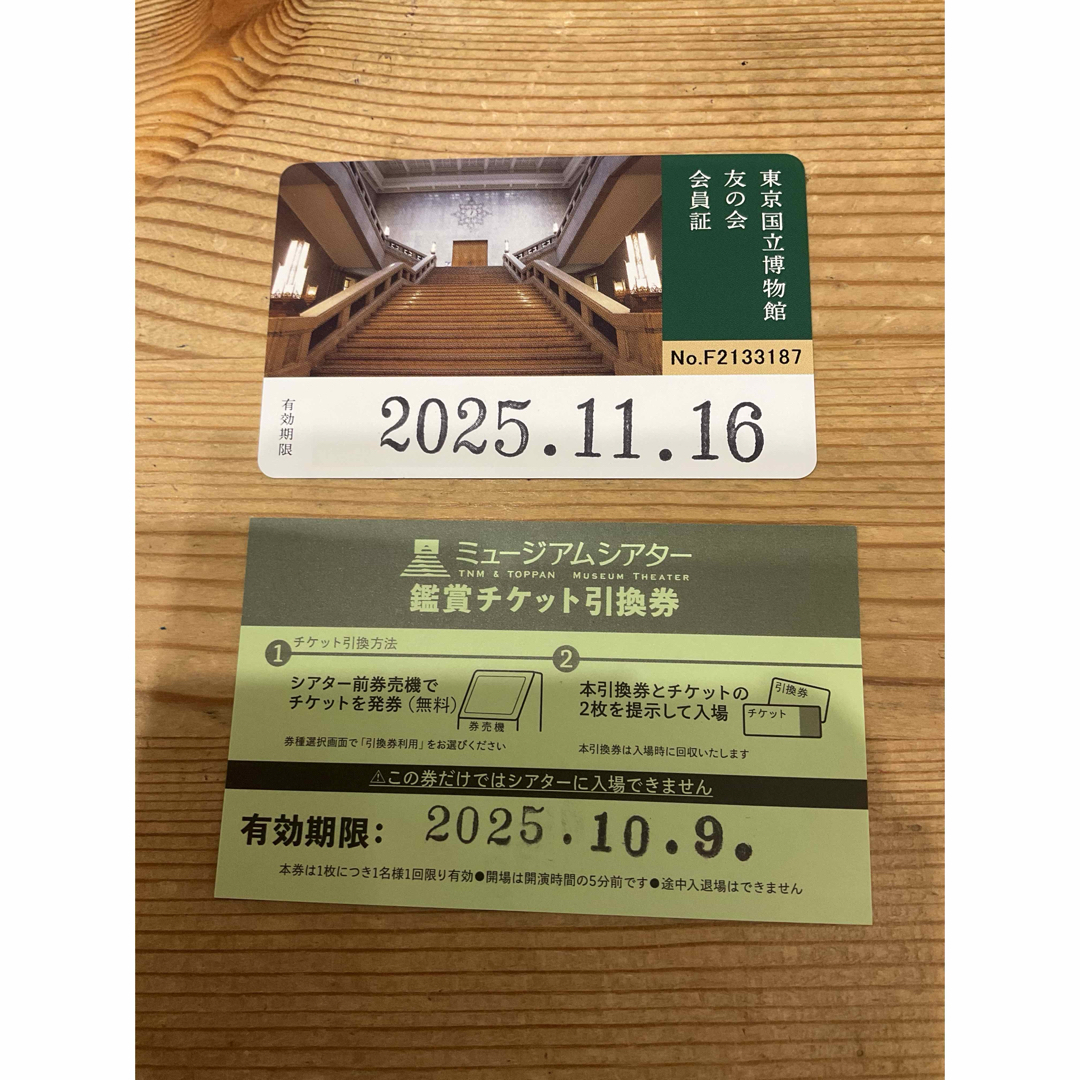 東京国立博物館
友の会
会員証
No.F2133187
有効期限
2025.11.16
ミュージアムシアター
TNM & TOPPAN MUSEUM THEATER
鑑賞チケット引換券
1 チケット引換方法
シアター前券売機で
チケットを発券（無料）
券売機
券種選択画面で「引換券利用」をお選びください
2
本引換券とチケットの
2枚を提示して入場
引換券
チケット
本引換券は入場時に回収いたします
⚠この券だけではシアターに入場できません
有効期限: 2025.10.9.
本券は1枚につき1名様1回限り有効●開場は開演時間の5分前です●途中入退場はできません